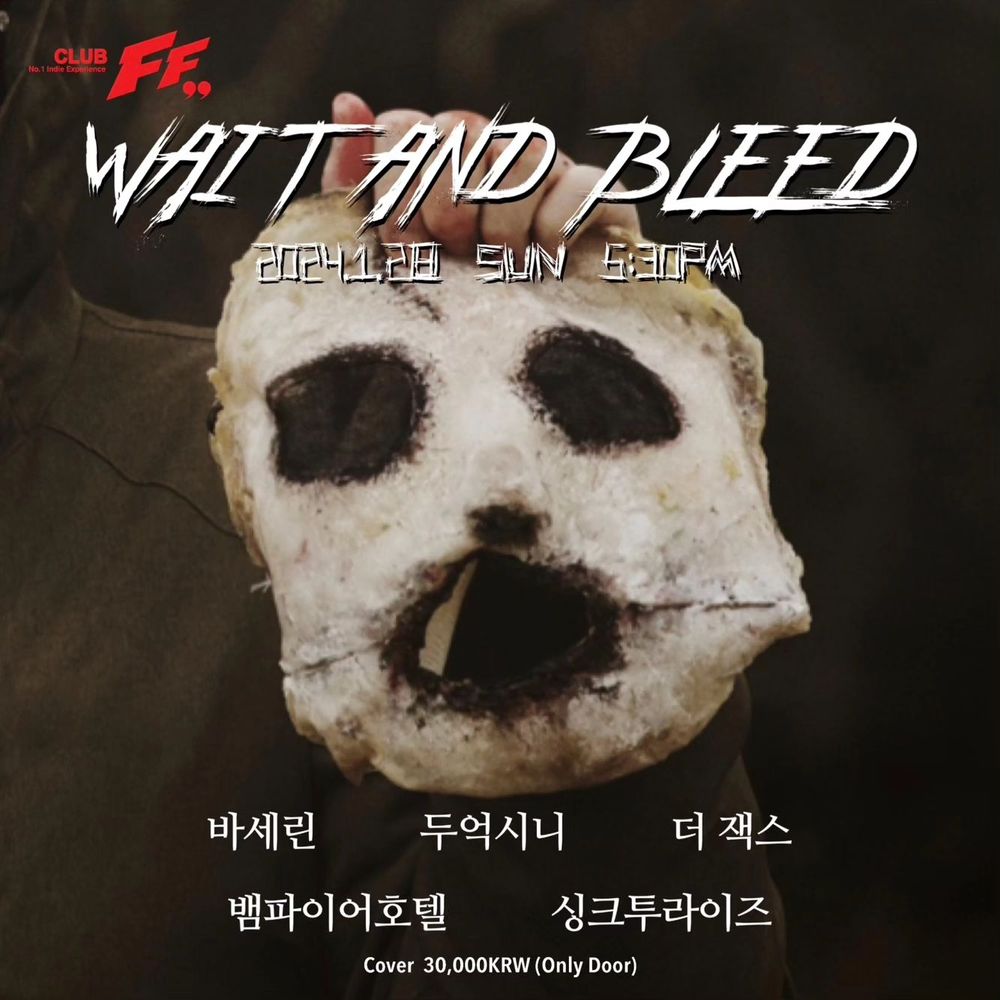 CLUB FF
No.1 Indie Experience
WAIT AND BLEED
2024.1.28 SUN 5:30PM
바세린 두억시니 더 잭스
뱀파이어호텔 싱크투라이즈
Cover 30,000KRW (Only Door)